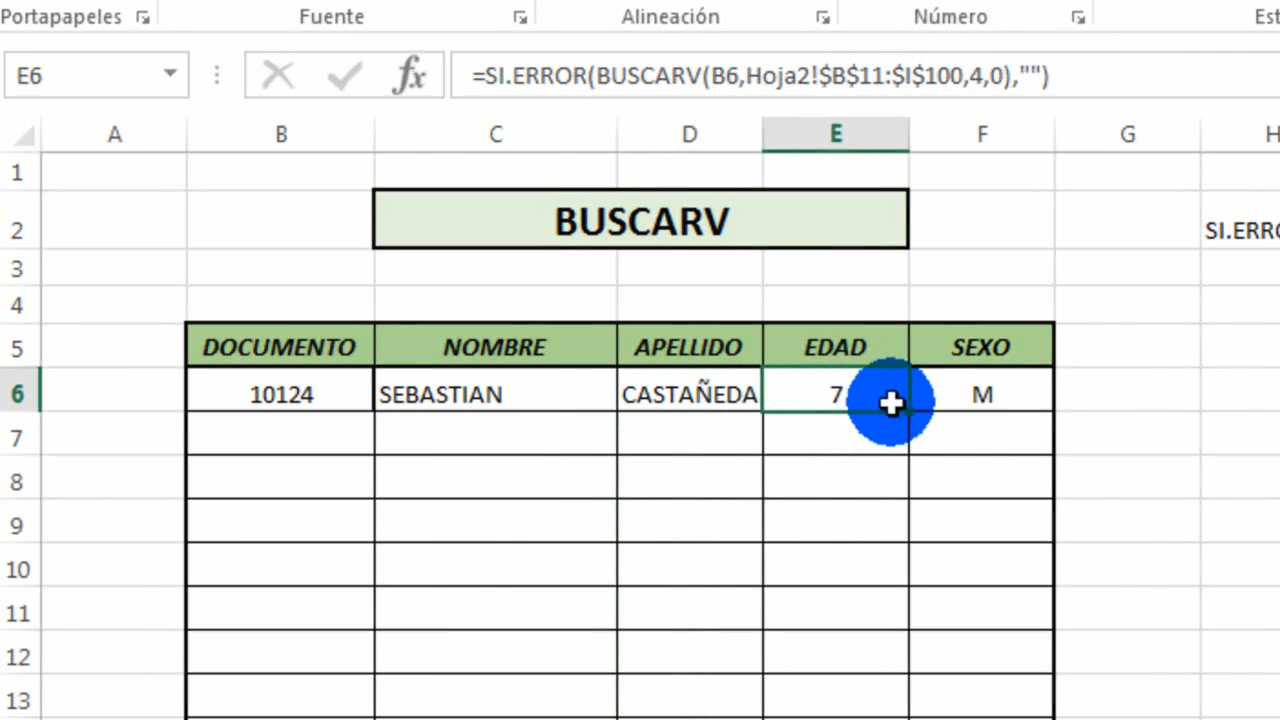 Portapapeles Fuente Alineación Número Est
E6 fx =SI.ERROR(BUSCARV(B6,Hoja2!$B$11:$I$100,4,0),"")
A B C D E F G H
1
2 BUSCARV SI.ERRO
3
4
5 DOCUMENTO NOMBRE APELLIDO EDAD SEXO
6 10124 SEBASTIAN CASTAÑEDA 7 M
7
8
9
10
11
12
13